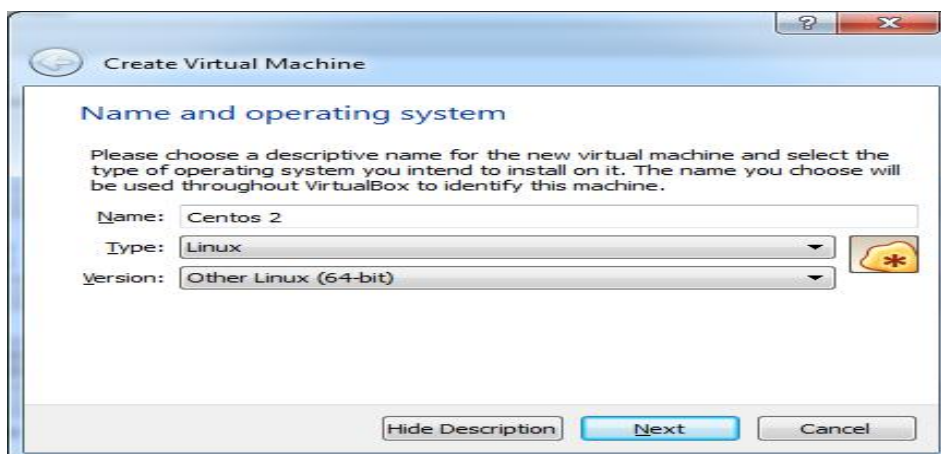 ?
Create Virtual Machine
Name and operating system
Please choose a descriptive name for the new virtual machine and select the
type of operating system you intend to install on it. The name you choose will
be used throughout VirtualBox to identify this machine.
Name: Centos 2
Type: Linux
Version: Other Linux (64-bit)
Hide Description Next Cancel